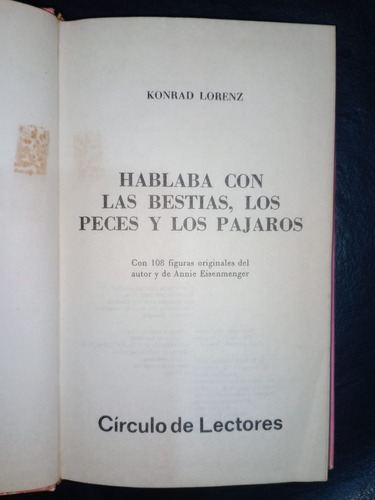 KONRAD LORENZ
HABLABA CON
LAS BESTIAS, LOS
PECES Y LOS PAJAROS
Con 108 figuras originales del
autor y de Annie Eisenmenger
Círculo de Lectores